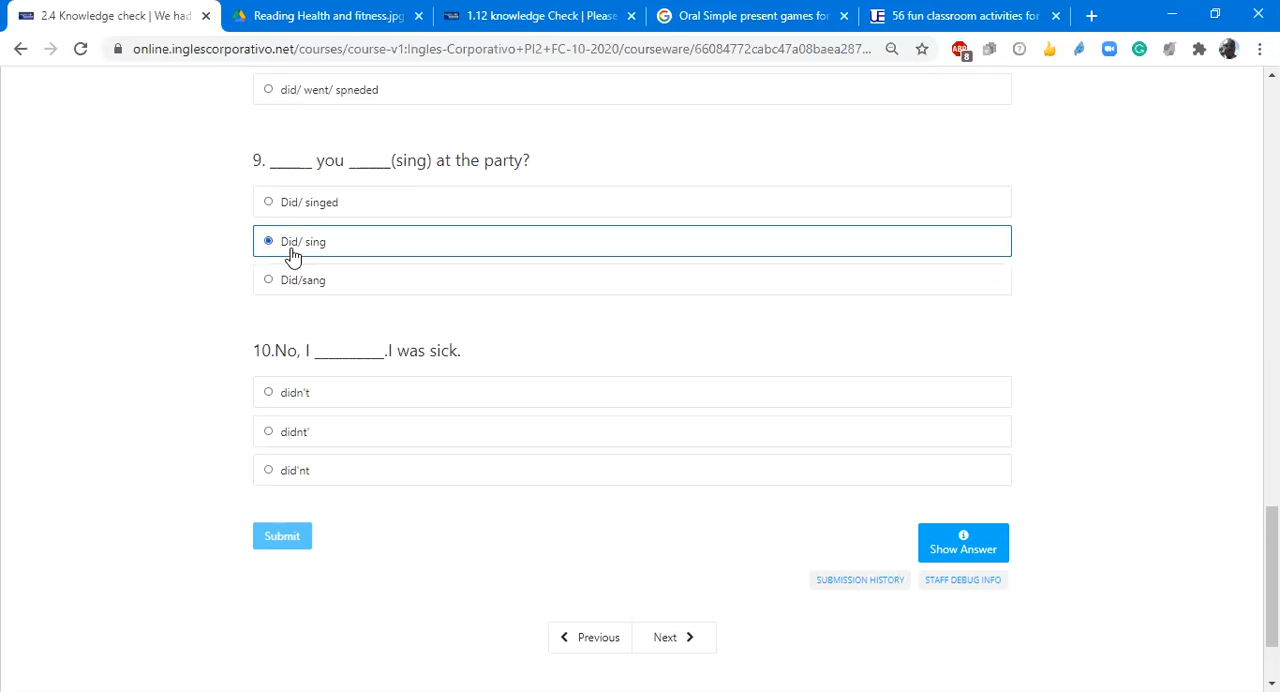 2.4 Knowledge check | We had
Reading Health and fitness.jpg
1.12 knowledge Check | Please
Oral Simple present games for
56 fun classroom activities for
online.inglescorporativo.net/courses/course-v1:Ingles-Corporativo+PI2+FC-10-2020/courseware/66084772cabc47a08baea287...
ABP
8
did/ went/ spneded
9. _____ you _____(sing) at the party?
Did/ singed
Did/ sing
Did/sang
10.No, I __________.I was sick.
didn't
didnt'
did'nt
Submit
Show Answer
SUBMISSION HISTORY
STAFF DEBUG INFO
Previous
Next